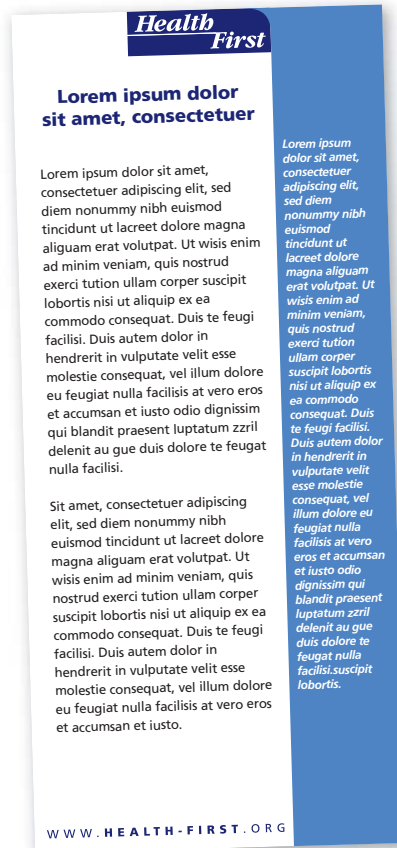 Health
First
Lorem ipsum dolor
sit amet, consectetuer
Lorem ipsum dolor sit amet,
consectetuer adipiscing elit, sed
diem nonummy nibh euismod
tincidunt ut lacreet dolore magna
aliguam erat volutpat. Ut wisis enim
ad minim veniam, quis nostrud
exerci tution ullam corper suscipit
lobortis nisi ut aliquip ex ea
commodo consequat. Duis te feugi
facilisi. Duis autem dolor in
hendrerit in vulputate velit esse
molestie consequat, vel illum dolore
eu feugiat nulla facilisis at vero eros
et accumsan et iusto odio dignissim
qui blandit praesent luptatum zzril
delenit au gue duis dolore te feugat
nulla facilisi.
Sit amet, consectetuer adipiscing
elit, sed diem nonummy nibh
euismod tincidunt ut lacreet dolore
magna aliguam erat volutpat. Ut
wisis enim ad minim veniam, quis
nostrud exerci tution ullam corper
suscipit lobortis nisi ut aliquip ex ea
commodo consequat. Duis te feugi
facilisi. Duis autem dolor in
hendrerit in vulputate velit esse
molestie consequat, vel illum dolore
eu feugiat nulla facilisis at vero eros
et accumsan et iusto.
WWW.HEALTH-FIRST.ORG
Lorem ipsum
dolor sit amet,
consectetuer
adipiscing elit,
sed diem
nonummy nibh
euismod
tincidunt ut
lacreet dolore
magna aliguam
erat volutpat. Ut
wisis enim ad
minim veniam,
quis nostrud
exerci tution
ullam corper
suscipit lobortis
nisi ut aliquip ex
ea commodo
consequat. Duis
te feugi facilisi.
Duis autem dolor
in hendrerit in
vulputate velit
esse molestie
consequat, vel
illum dolore eu
feugiat nulla
facilisis at vero
eros et accumsan
et iusto odio
dignissim qui
blandit praesent
luptatum zzril
delenit au gue
duis dolore te
feugat nulla
facilisi.suscipit
lobortis.